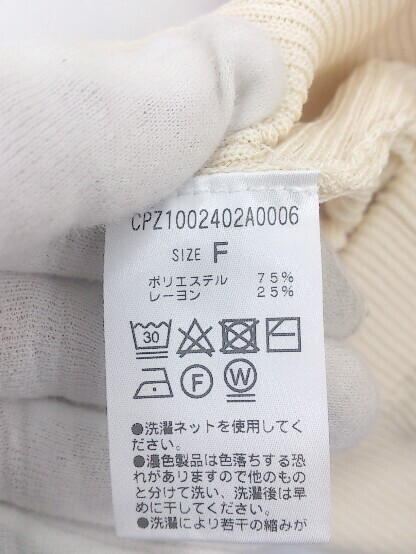 CPZ1002402A0006
SIZE F
ポリエステル 75%
レーヨン 25%
30
F W
●洗濯ネットを使用してく
ださい。
●濃色製品は色落ちする恐
れがありますので他のもの
と分けて洗い、洗濯後は早
めに干してください。
●洗濯により若干の縮みが